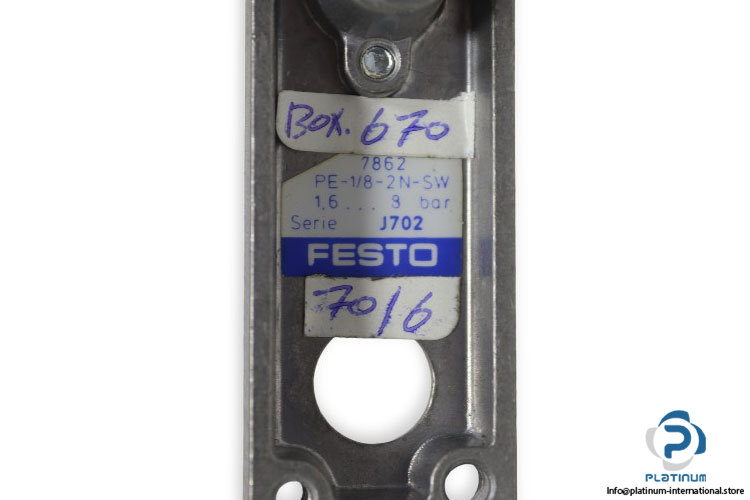 BOX. 670
7862
PE-1/8-2N-SW
1,6 ... 8 bar
Serie J702
FESTO
7016
PLATINUM
Info@platinum-international.store